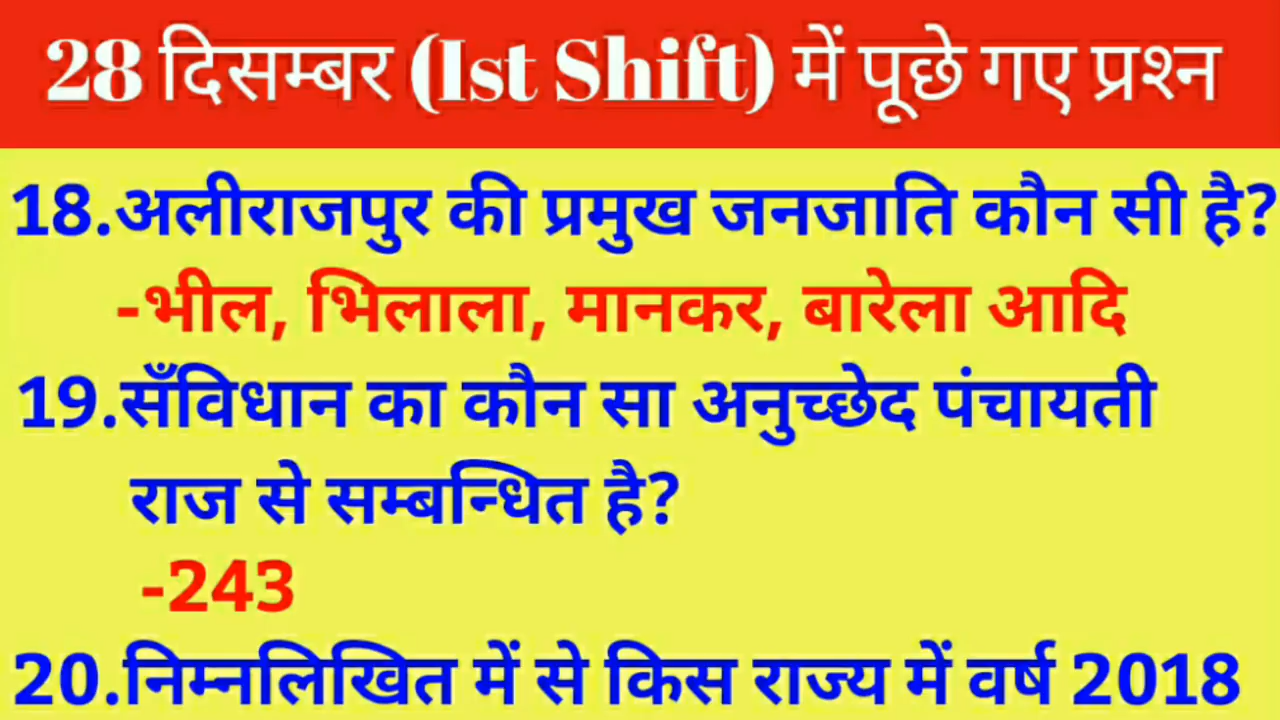 28 दिसम्बर (Ist Shift) में पूछे गए प्रश्न
18.अलीराजपुर की प्रमुख जनजाति कौन सी है?
-भील, भिलाला, मानकर, बारेला आदि
19.सँविधान का कौन सा अनुच्छेद पंचायती
राज से सम्बन्धित है?
-243
20.निम्नलिखित में से किस राज्य में वर्ष 2018